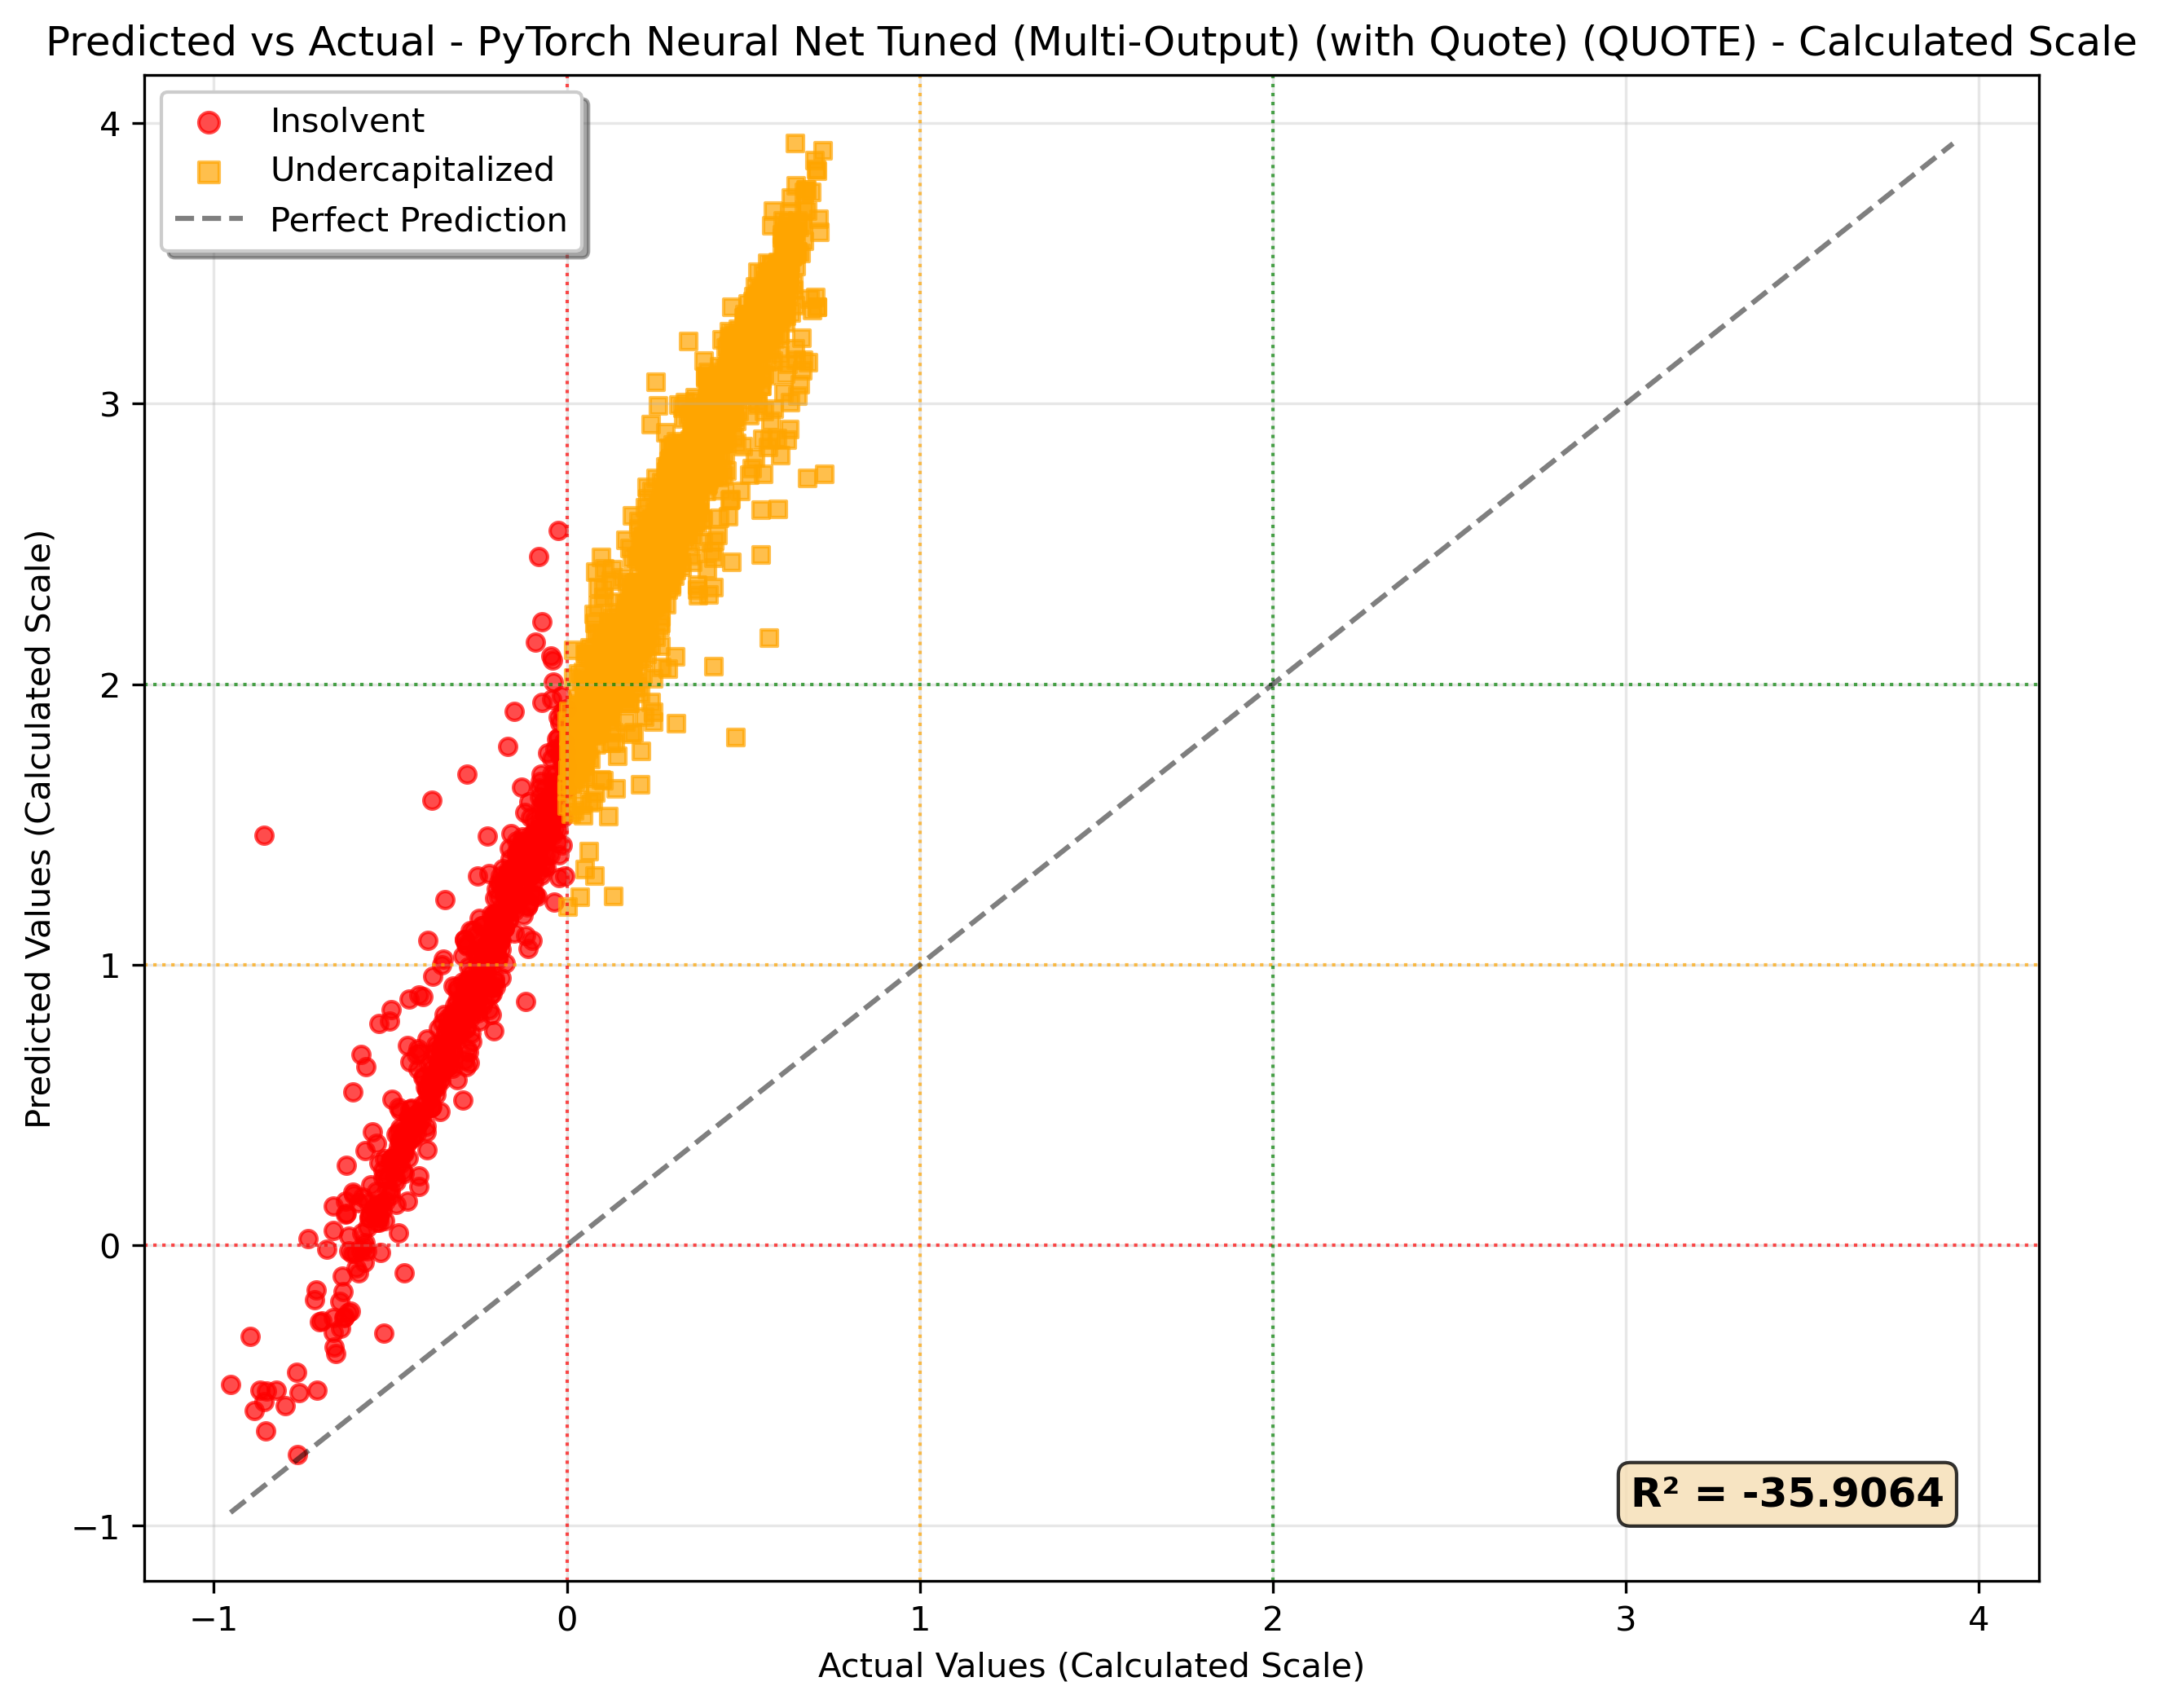 Predicted vs Actual - PyTorch Neural Net Tuned (Multi-Output) (with Quote) (QUOTE) - Calculated Scale
Insolvent
Undercapitalized
Perfect Prediction
4
3
2
1
0
−1
Predicted Values (Calculated Scale)
R² = -35.9064
−1 0 1 2 3 4
Actual Values (Calculated Scale)